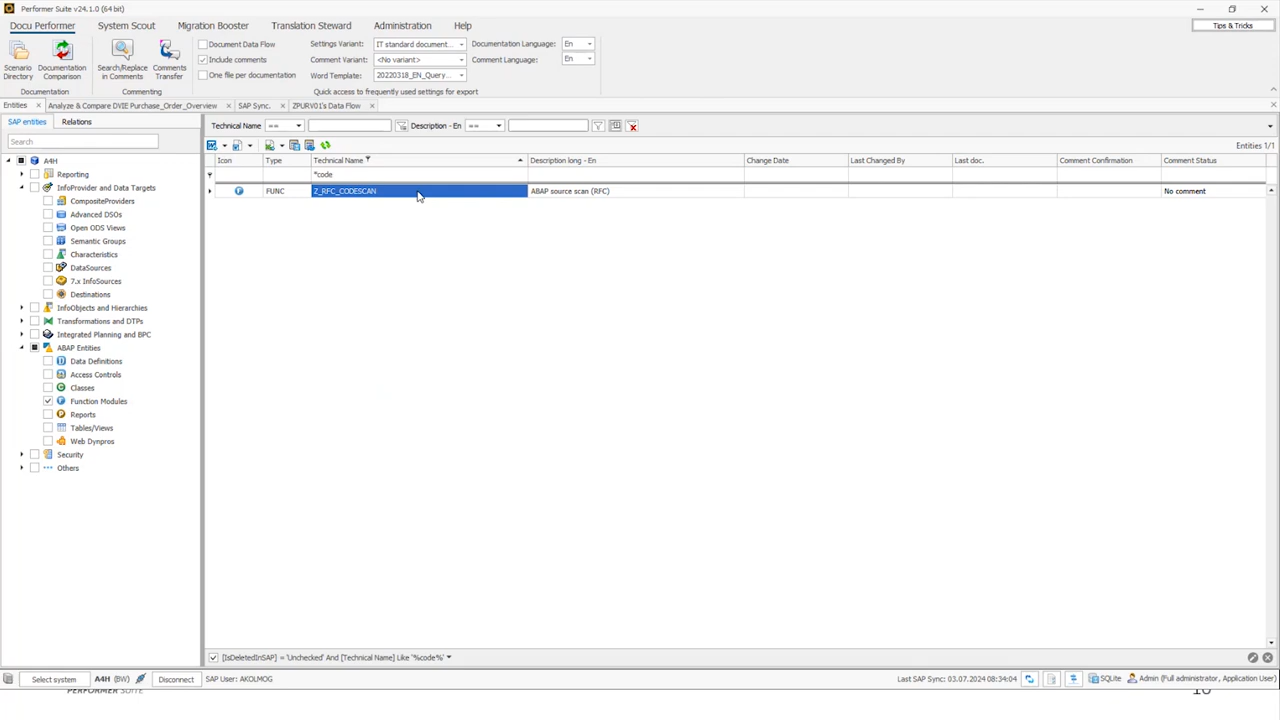 Performer Suite v24.1.0 (64 bit)
Docu Performer System Scout Migration Booster Translation Steward Administration Help Tips & Tricks
Document Data Flow Settings Variant: IT standard document... Documentation Language: En
Include comments Comment Variant: <No variant> Comment Language: En
One file per documentation Word Template: 20220318_EN_Query...
Scenario Directory
Documentation Comparison
Search/Replace in Comments
Comments Transfer
Documentation Commenting Quick access to frequently used settings for export
Entities Analyze & Compare DVIE Purchase_Order_Overview SAP Sync. ZPURV01's Data Flow
SAP entities Relations
Technical Name == Description - En ==
Search
Entities 1/1
Icon Type Technical Name Description long - En Change Date Last Changed By Last doc. Comment Confirmation Comment Status
*code
FUNC Z_RFC_CODESCAN ABAP source scan (RFC) No comment
A4H
Reporting
InfoProvider and Data Targets
CompositeProviders
Advanced DSOs
Open ODS Views
Semantic Groups
Characteristics
DataSources
7.x InfoSources
Destinations
InfoObjects and Hierarchies
Transformations and DTPs
Integrated Planning and BPC
ABAP Entities
Data Definitions
Access Controls
Classes
Function Modules
Reports
Tables/Views
Web Dynpros
Security
Others
[IsDeletedInSAP] = 'Unchecked' And [Technical Name] Like '%code%'
Select system A4H (BW) Disconnect SAP User: AKOLMOG Last SAP Sync: 03.07.2024 08:34:04 SQLite Admin (Full administrator, Application User)
PERFORMER SUITE